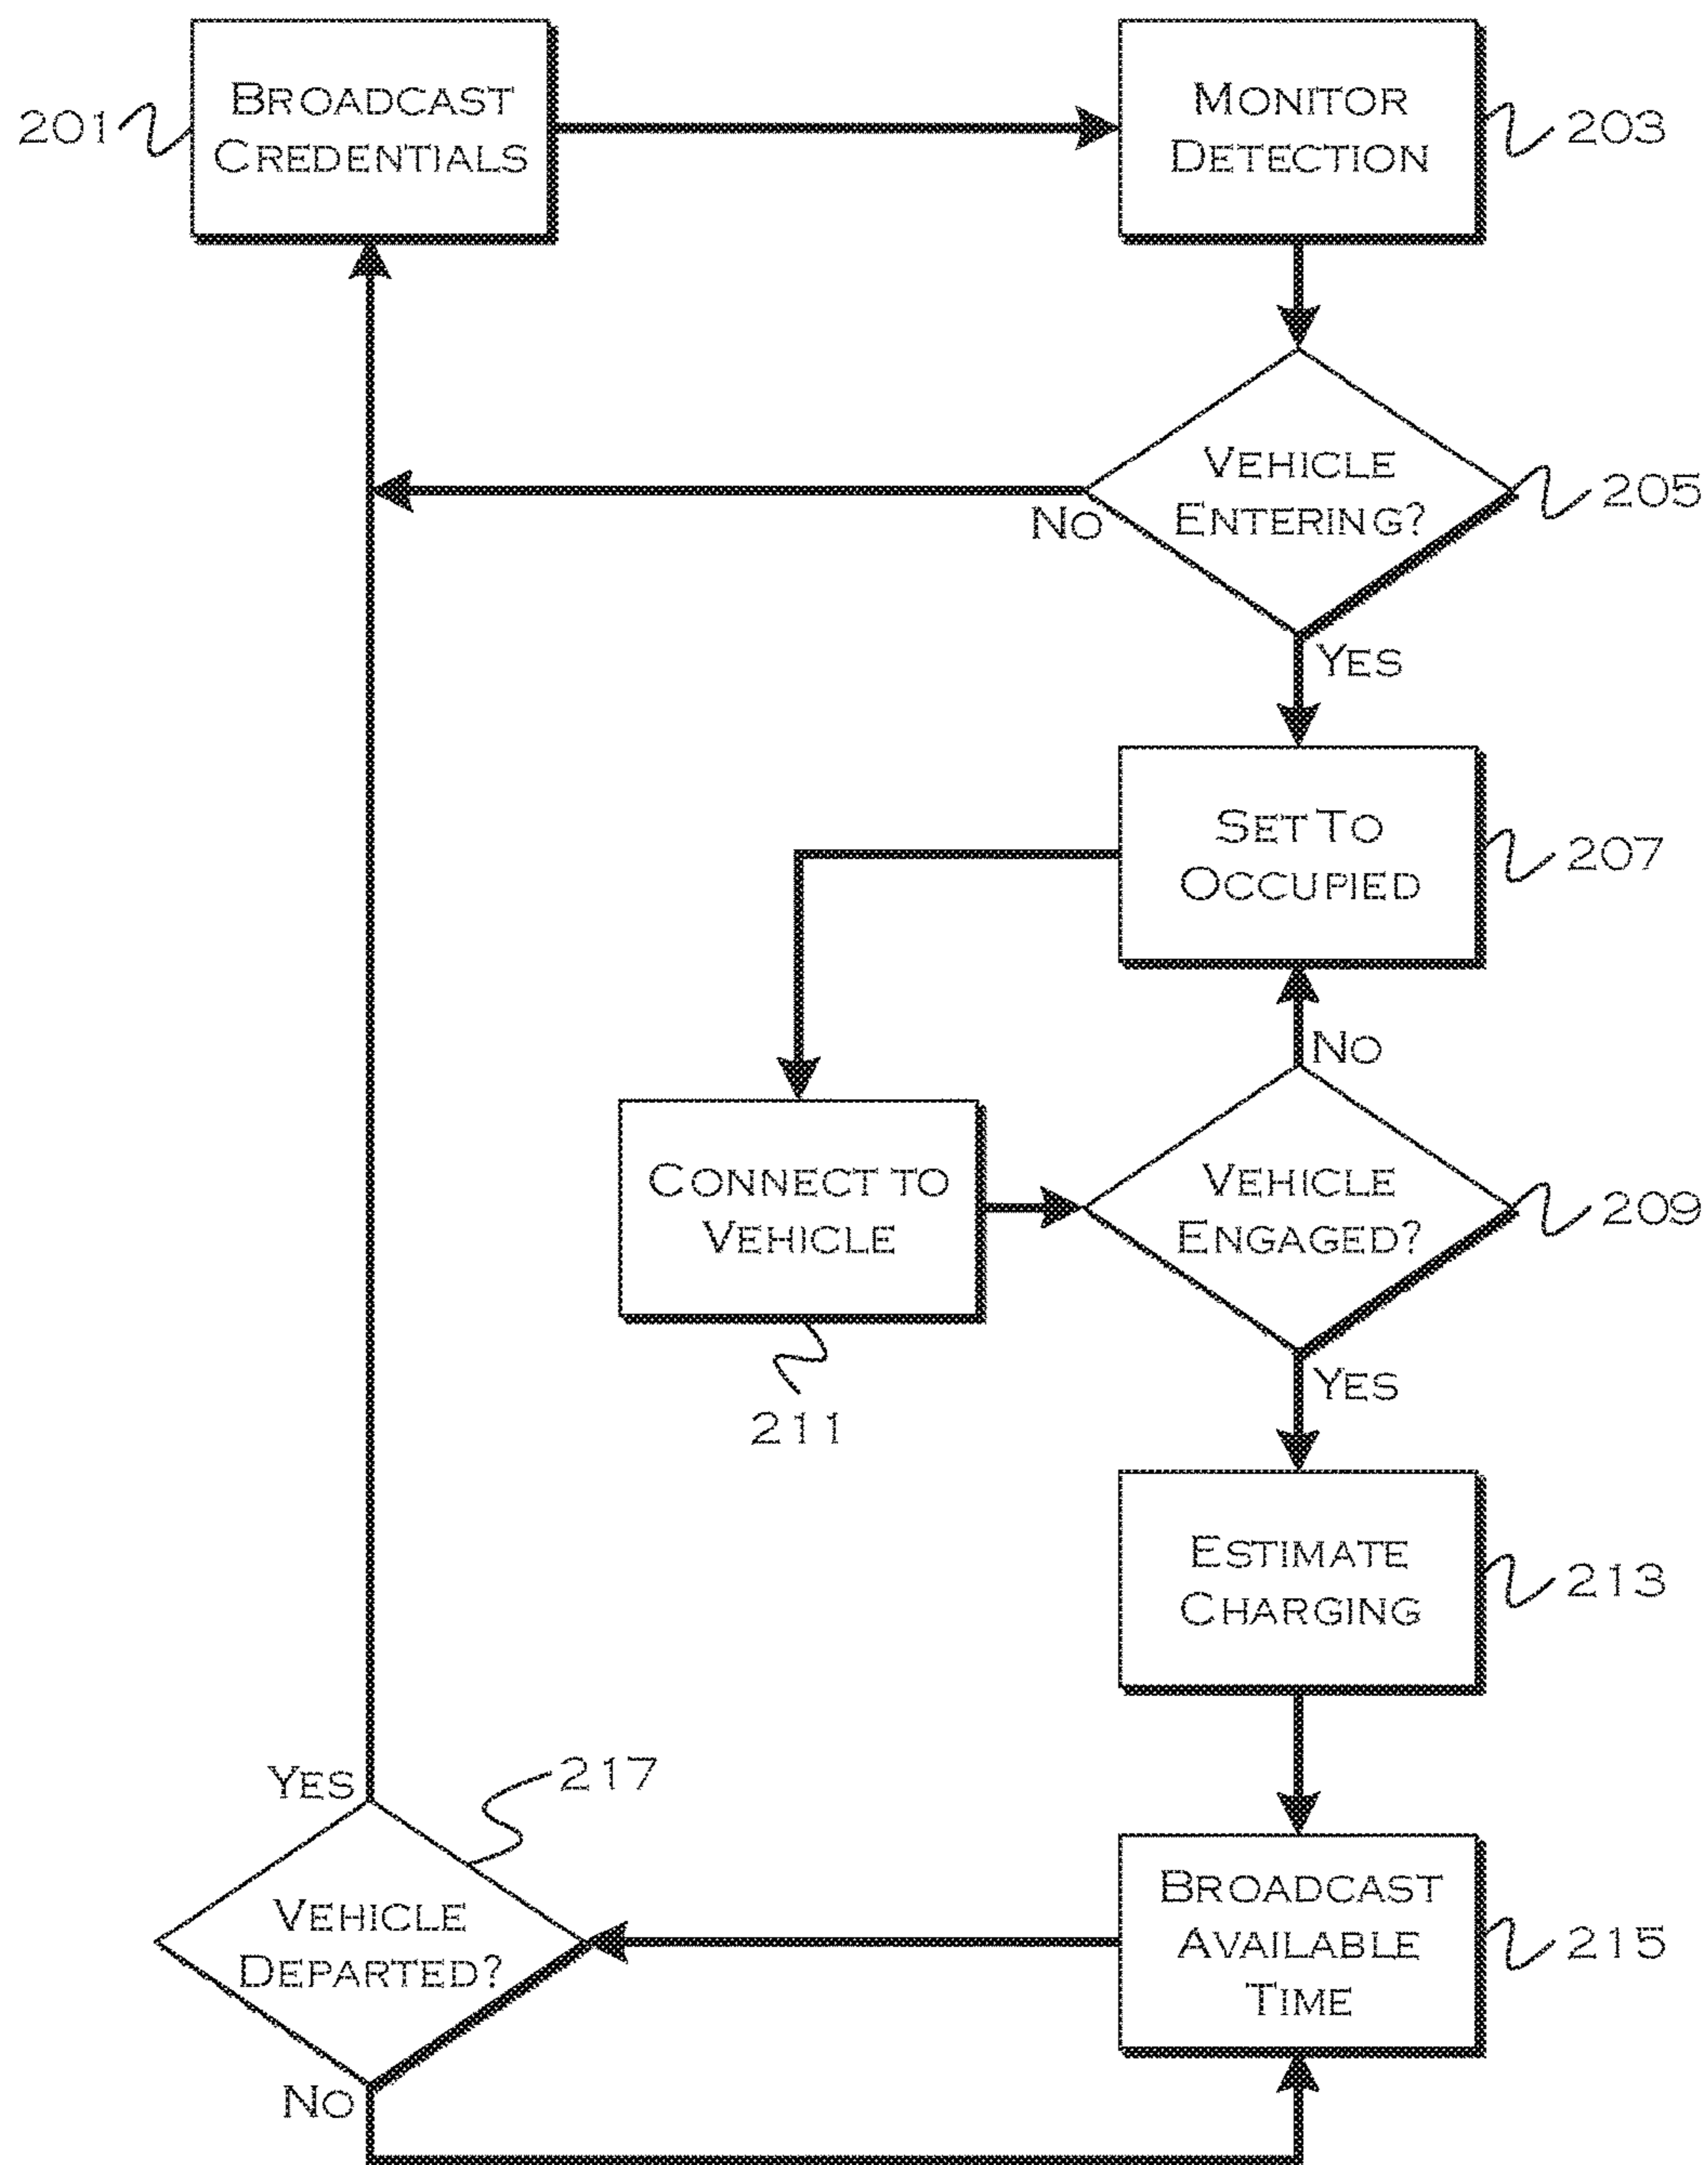 201
BROADCAST
CREDENTIALS
MONITOR
DETECTION
203
VEHICLE
ENTERING?
205
NO
YES
SET TO
OCCUPIED
207
NO
CONNECT TO
VEHICLE
211
VEHICLE
ENGAGED?
209
YES
ESTIMATE
CHARGING
213
YES
217
VEHICLE
DEPARTED?
NO
BROADCAST
AVAILABLE
TIME
215